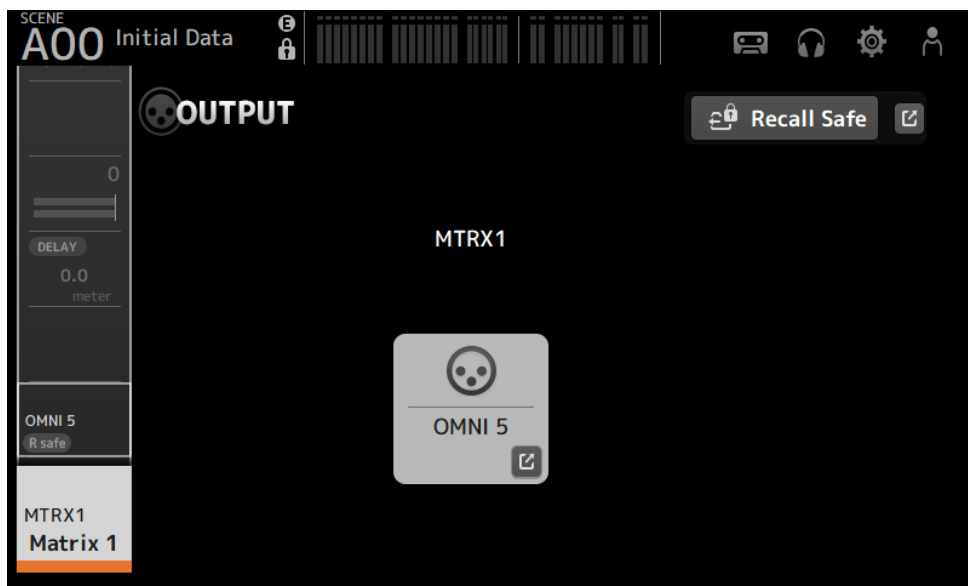 SCENE
A00 Initial Data
E
OUTPUT
Recall Safe
0
DELAY
0.0
meter
MTRX1
OMNI 5
OMNI 5
R safe
MTRX1
Matrix 1